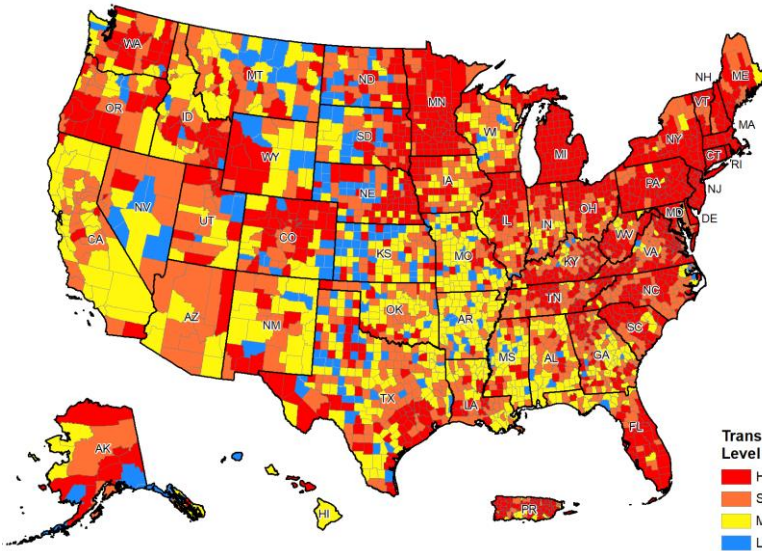 WA
MT
ND
MN
ME
NH
VT
OR
ID
SD
WI
NY
MA
WY
MI
CT
RI
IA
PA
NJ
NE
NV
UT
IL
IN
OH
MD
DE
CA
CO
WV
KS
MO
KY
VA
TN
NC
AZ
NM
OK
AR
SC
MS
AL
GA
TX
LA
FL
AK
HI
PR
Trans
Level
H
S
M
L